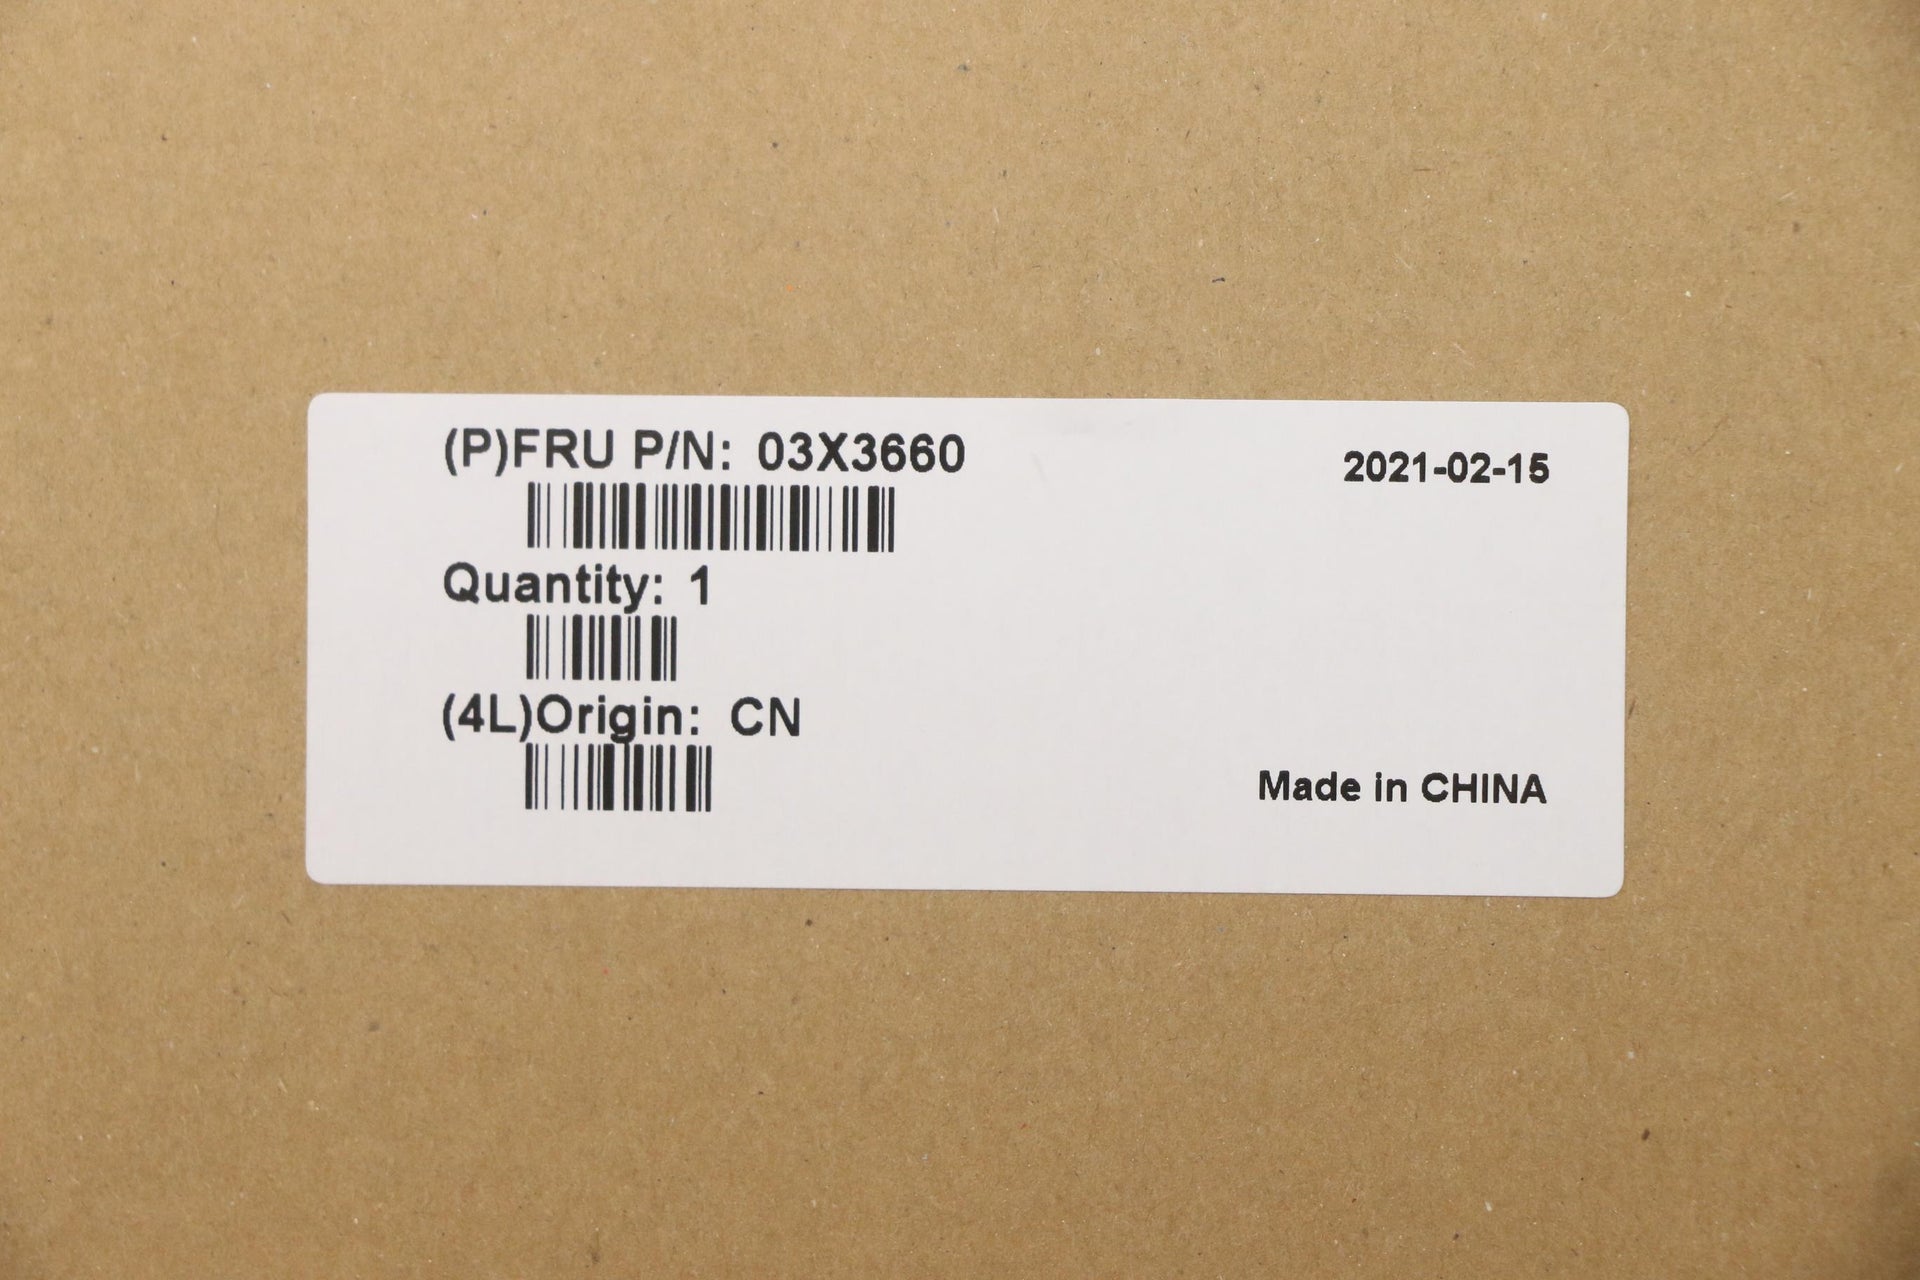 (P)FRU P/N: 03X3660
2021-02-15
Quantity: 1
(4L)Origin: CN
Made in CHINA